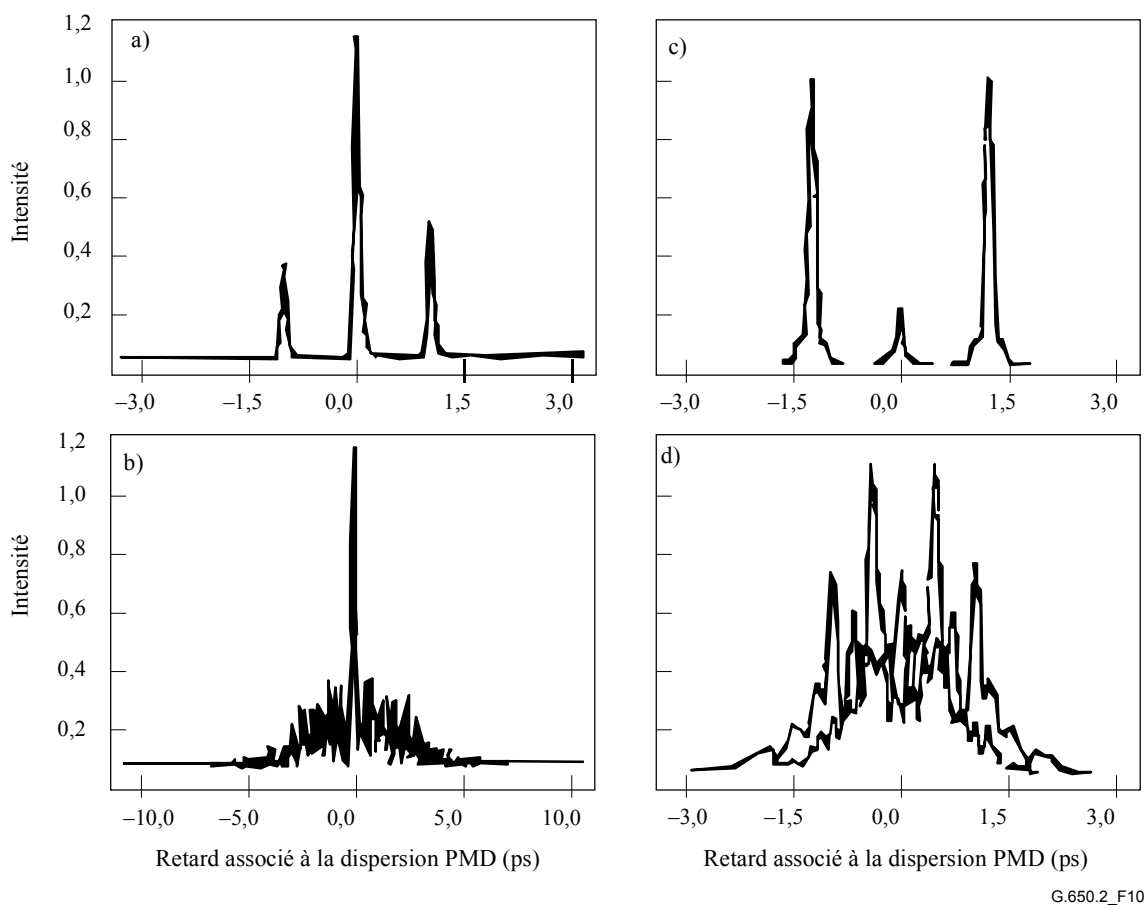 1,2
a)
c)
1,0
0,8
Intensité
0,6
0,4
0,2
–3,0 –1,5 0,0 1,5 3,0
–3,0 –1,5 0,0 1,5 3,0
1,2
b)
d)
1,0
0,8
Intensité
0,6
0,4
0,2
–10,0 –5,0 0,0 5,0 10,0
–3,0 –1,5 0,0 1,5 3,0
Retard associé à la dispersion PMD (ps)
Retard associé à la dispersion PMD (ps)
G.650.2_F10